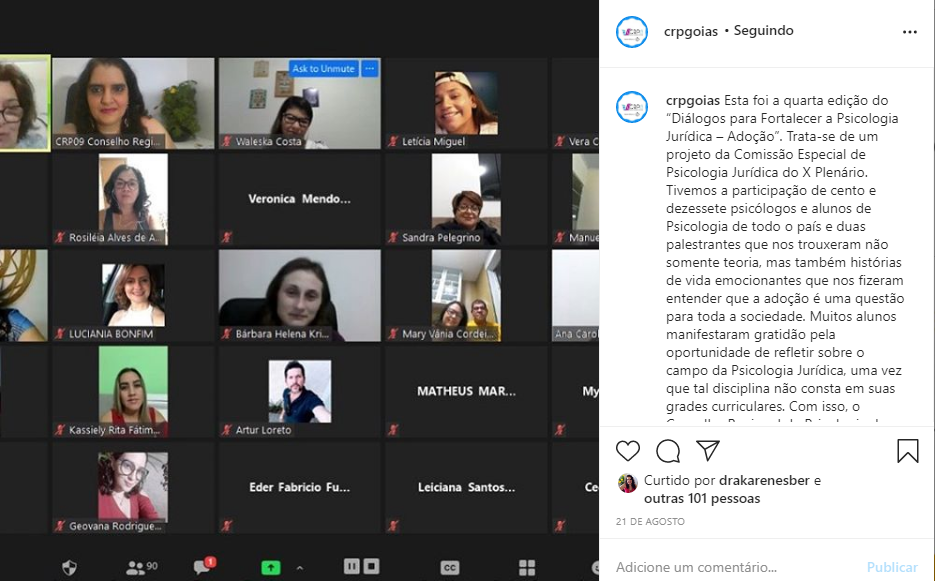 Ask to Unmute
CRP09 Conselho Regi...
Waleska Costa
Letícia Miguel
Vera C
Rosiléia Alves de A...
Veronica Mendo...
Sandra Pelegrino
Manue
LUCIANIA BONFIM
Bárbara Helena Kri...
Mary Vânia Cordei...
Ana Carol
Kassiely Rita Fátim...
Artur Loreto
MATHEUS MAR...
My
Geovana Rodrigue...
Eder Fabricio Fu...
Leiciana Santos...
Ce
90
1
CC
crpgoias • Seguindo
crpgoias Esta foi a quarta edição do
“Diálogos para Fortalecer a Psicologia
Jurídica – Adoção”. Trata-se de um
projeto da Comissão Especial de
Psicologia Jurídica do X Plenário.
Tivemos a participação de cento e
dezessete psicólogos e alunos de
Psicologia de todo o país e duas
palestrantes que nos trouxeram não
somente teoria, mas também histórias
de vida emocionantes que nos fizeram
entender que a adoção é uma questão
para toda a sociedade. Muitos alunos
manifestaram gratidão pela
oportunidade de refletir sobre o
campo da Psicologia Jurídica, uma vez
que tal disciplina não consta em suas
grades curriculares. Com isso, o
Curtido por drakarenesber e
outras 101 pessoas
21 DE AGOSTO
Adicione um comentário...
Publicar